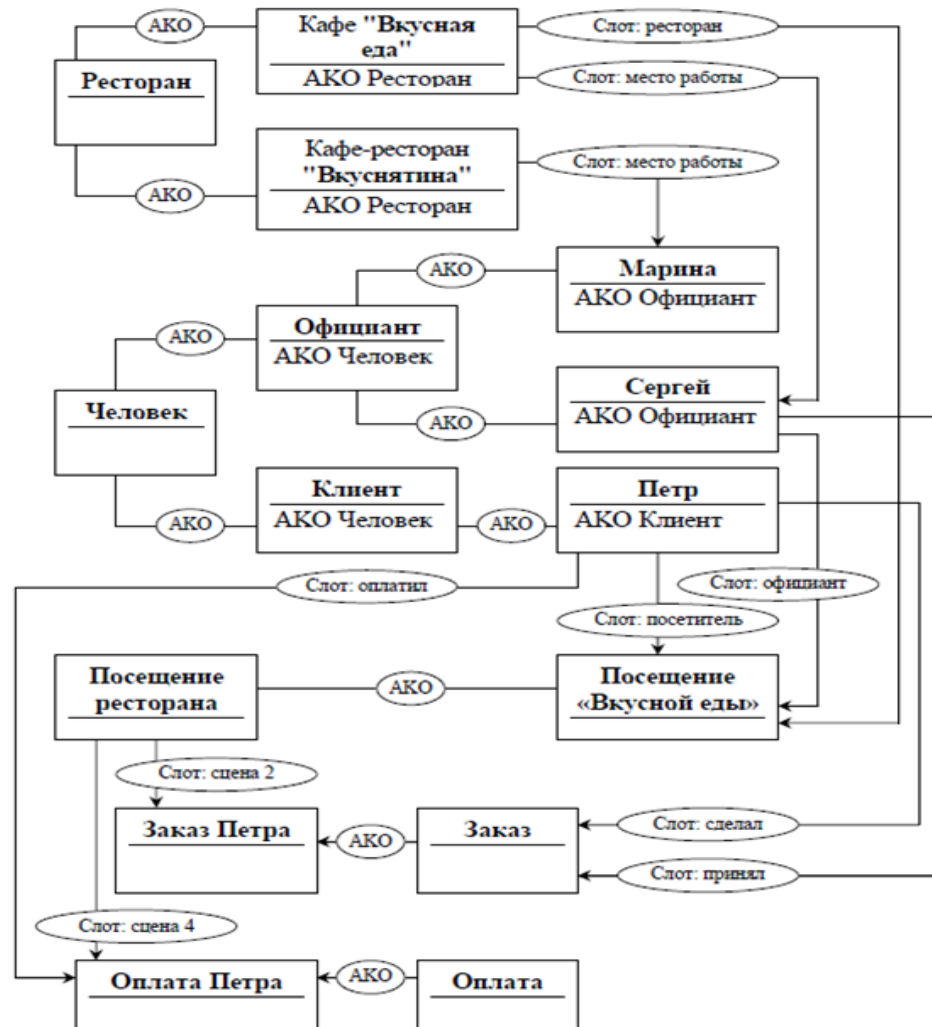 АКО
Кафе "Вкусная
еда"
АКО Ресторан
Слот: ресторан
Слот: место работы
Ресторан
АКО
Кафе-ресторан
"Вкуснятина"
АКО Ресторан
Слот: место работы
АКО
Марина
АКО Официант
АКО
Официант
АКО Человек
Человек
АКО
Сергей
АКО Официант
АКО
Клиент
АКО Человек
АКО
Петр
АКО Клиент
Слот: оплатил
Слот: официант
Слот: посетитель
Посещение
ресторана
АКО
Посещение
«Вкусной еды»
Слот: сцена 2
Заказ Петра
АКО
Заказ
Слот: сделал
Слот: принял
Слот: сцена 4
Оплата Петра
АКО
Оплата